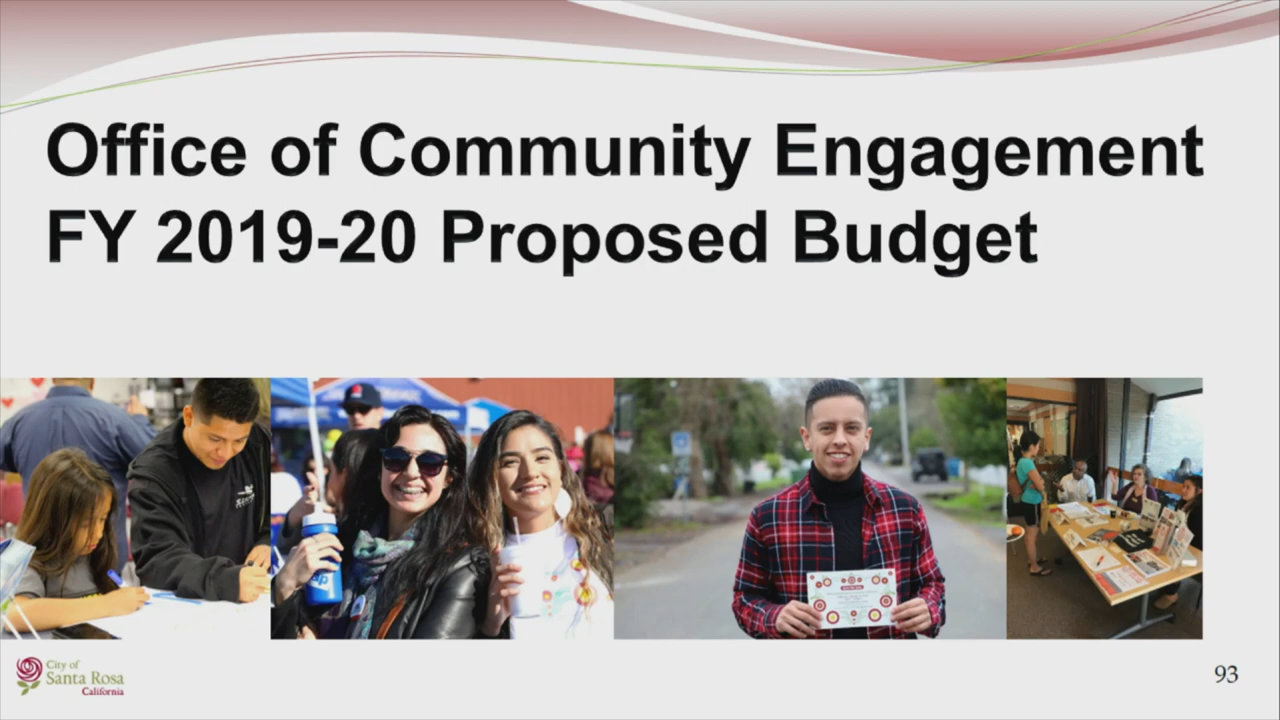 Office of Community Engagement
FY 2019-20 Proposed Budget
City of
Santa Rosa
California
93